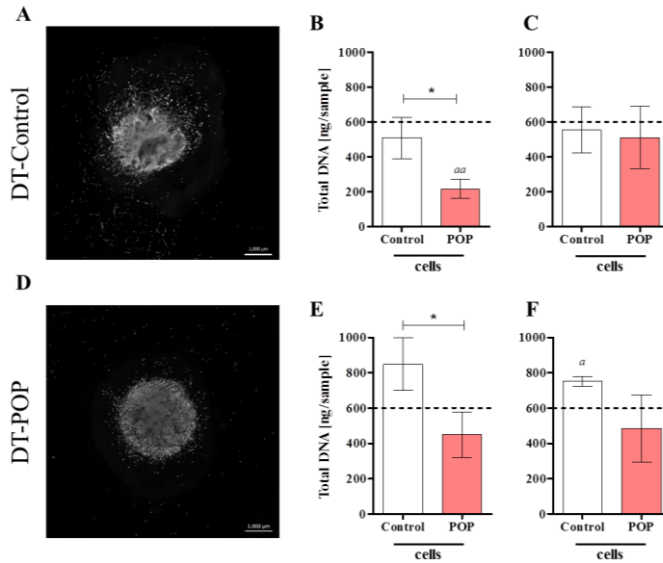 A
B
C
DT-Control
1,000 µm
Total DNA [ng/sample]
1000
800
600
400
200
0
*
aa
Control
POP
cells
1000
800
600
400
200
0
Control
POP
cells
D
E
F
DT-POP
1,000 µm
Total DNA [ng/sample]
1000
800
600
400
200
0
*
Control
POP
cells
1000
800
600
400
200
0
a
Control
POP
cells